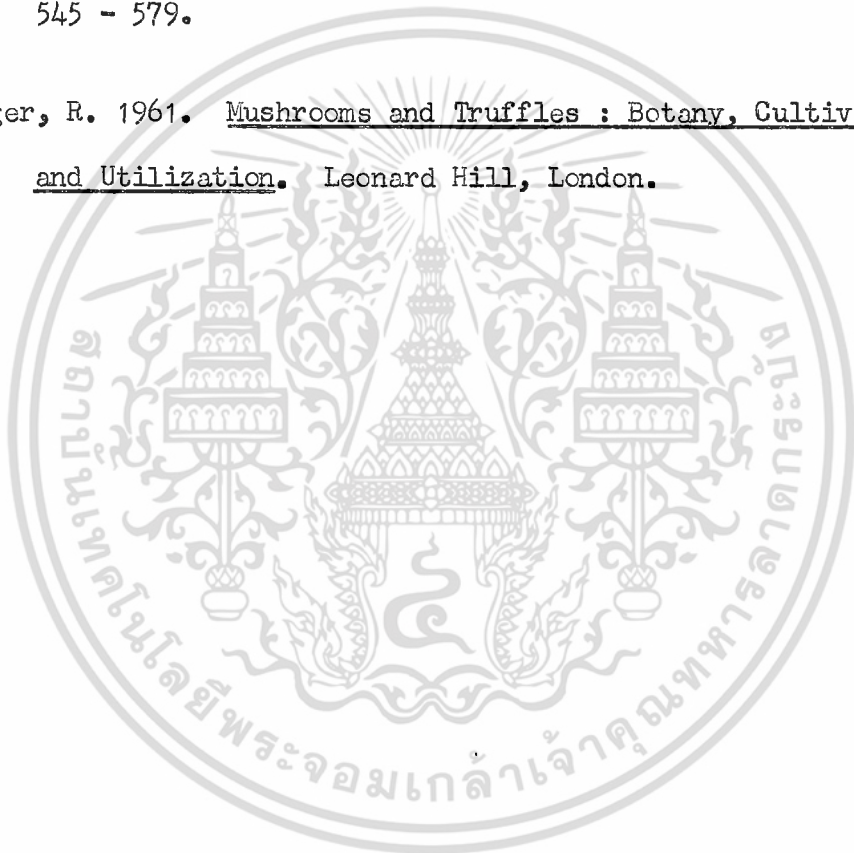 545 - 579.
ger, R. 1961. Mushrooms and Truffles : Botany, Cultiv
and Utilization. Leonard Hill, London.
สถาบันเทคโนโลยีพระจอมเกล้าเจ้าคุณทหารลาดกระบัง